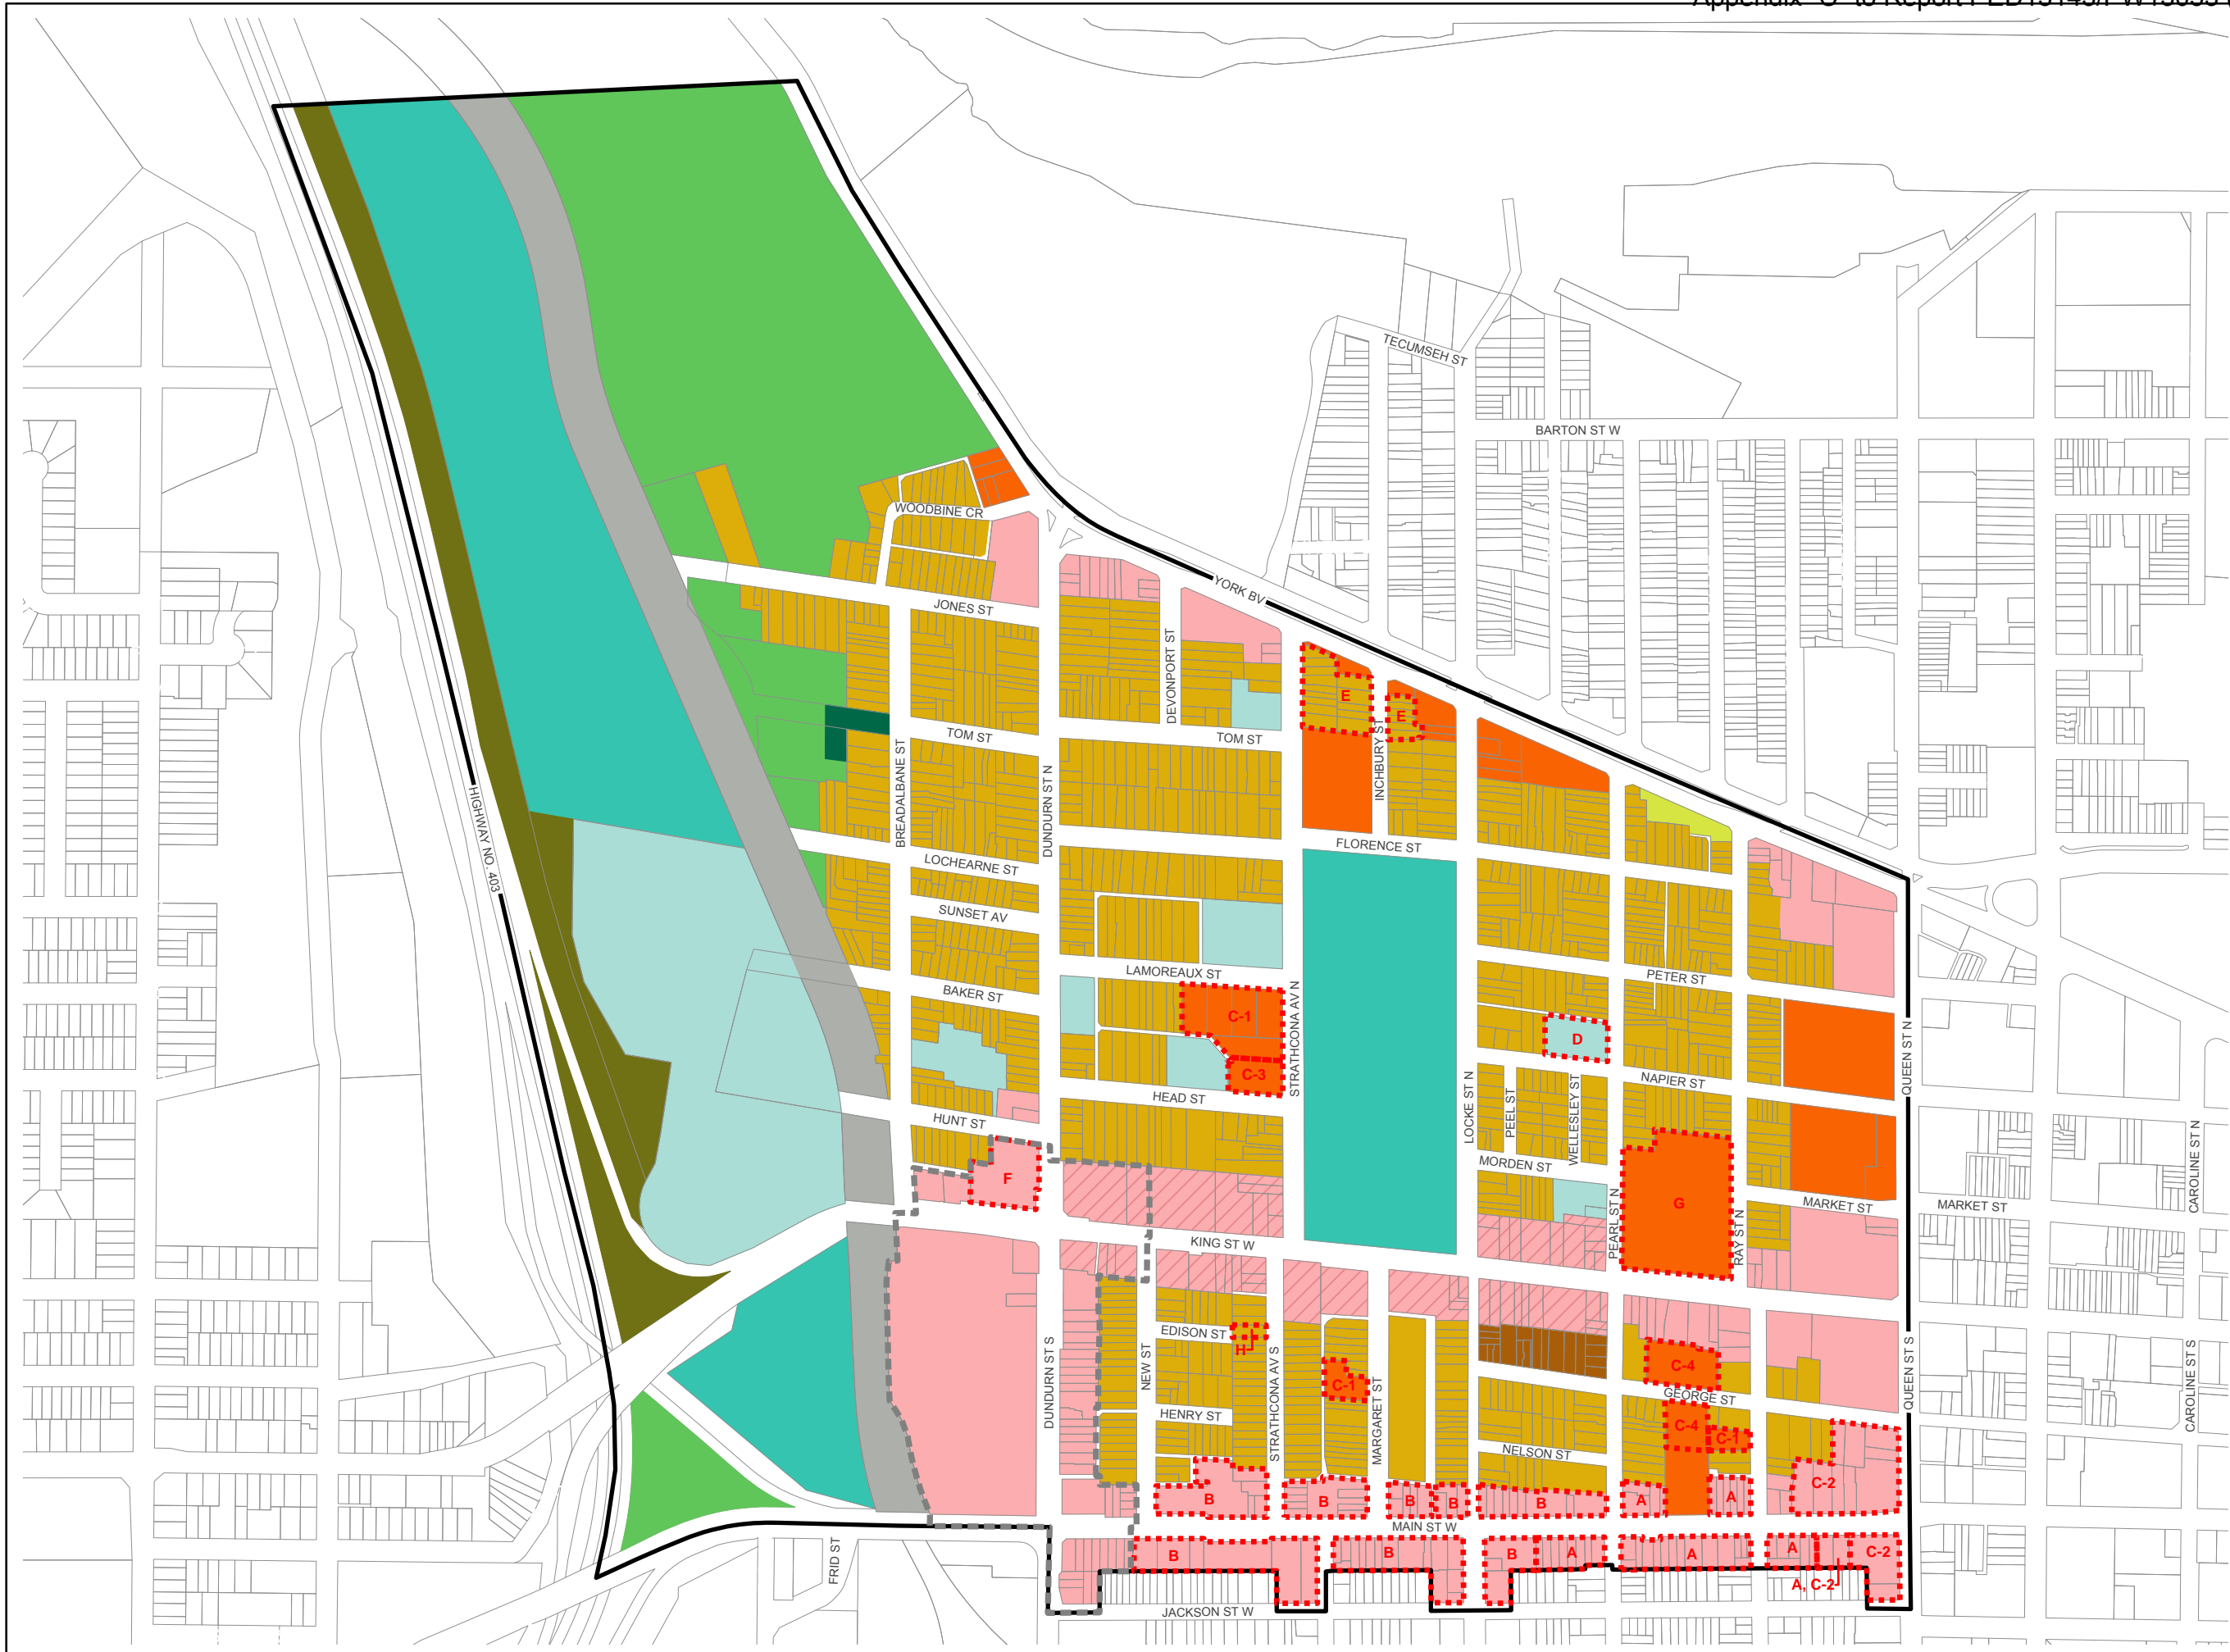 TECUMSEH ST
BARTON ST W
WOODBINE CR
YORK BV
JONES ST
DEVONPORT ST
E
E
INCHBURY ST
TOM ST
TOM ST
BREADALBANE ST
DUNDURN ST N
HIGHWAY NO. 403
FLORENCE ST
LOCHEARNE ST
SUNSET AV
LAMOREAUX ST
PETER ST
BAKER ST
C-1
STRATHCONA AV N
D
QUEEN ST N
C-3
NAPIER ST
HEAD ST
LOCKE ST N
PEEL ST
WELLESLEY ST
HUNT ST
CAROLINE ST N
MORDEN ST
F
G
MARKET ST
MARKET ST
PEARL ST N
RAY ST N
KING ST W
EDISON ST
H
NEW ST
DUNDURN ST S
STRATHCONA AV S
C-1
MARGARET ST
C-4
GEORGE ST
QUEEN ST S
CAROLINE ST S
HENRY ST
C-4
C-1
NELSON ST
C-2
B
B
B
B
B
A
A
MAIN ST W
FRID ST
B
B
B
A
A
A
C-2
A, C-2
JACKSON ST W